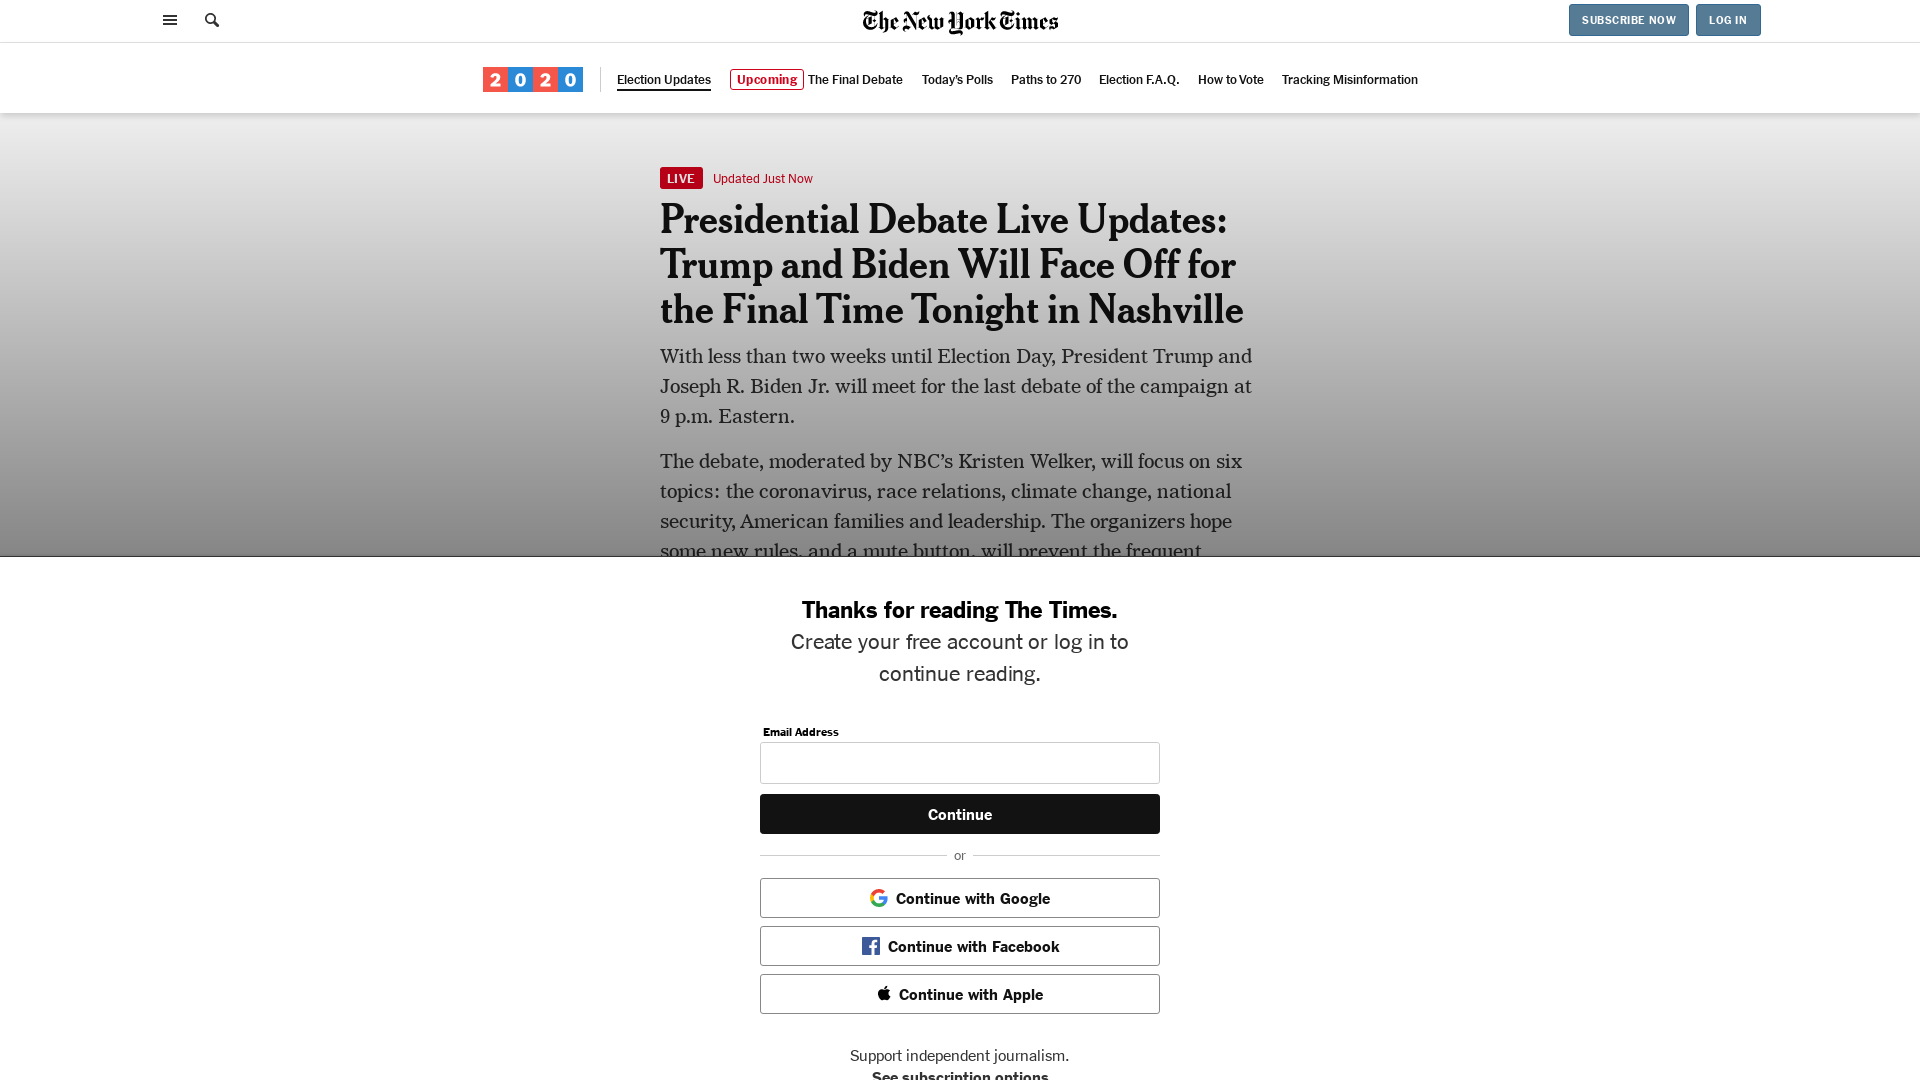 The New York Times
SUBSCRIBE NOW
LOG IN
2020
Election Updates
Upcoming The Final Debate
Today's Polls
Paths to 270
Election F.A.Q.
How to Vote
Tracking Misinformation
LIVE Updated Just Now
Presidential Debate Live Updates:
Trump and Biden Will Face Off for
the Final Time Tonight in Nashville
With less than two weeks until Election Day, President Trump and
Joseph R. Biden Jr. will meet for the last debate of the campaign at
9 p.m. Eastern.
The debate, moderated by NBC’s Kristen Welker, will focus on six
topics: the coronavirus, race relations, climate change, national
security, American families and leadership. The organizers hope
some new rules, and a mute button, will prevent the frequent
Thanks for reading The Times.
Create your free account or log in to
continue reading.
Email Address
Continue
or
Continue with Google
Continue with Facebook
Continue with Apple
Support independent journalism.
See subscription options